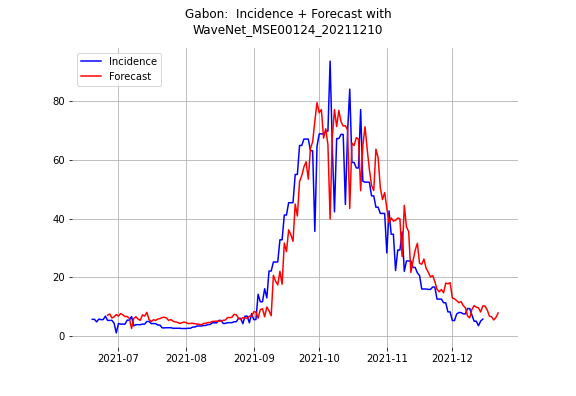 Gabon:  Incidence + Forecast with
WaveNet_MSE00124_20211210
Incidence
Forecast
80
60
40
20
0
2021-07
2021-08
2021-09
2021-10
2021-11
2021-12